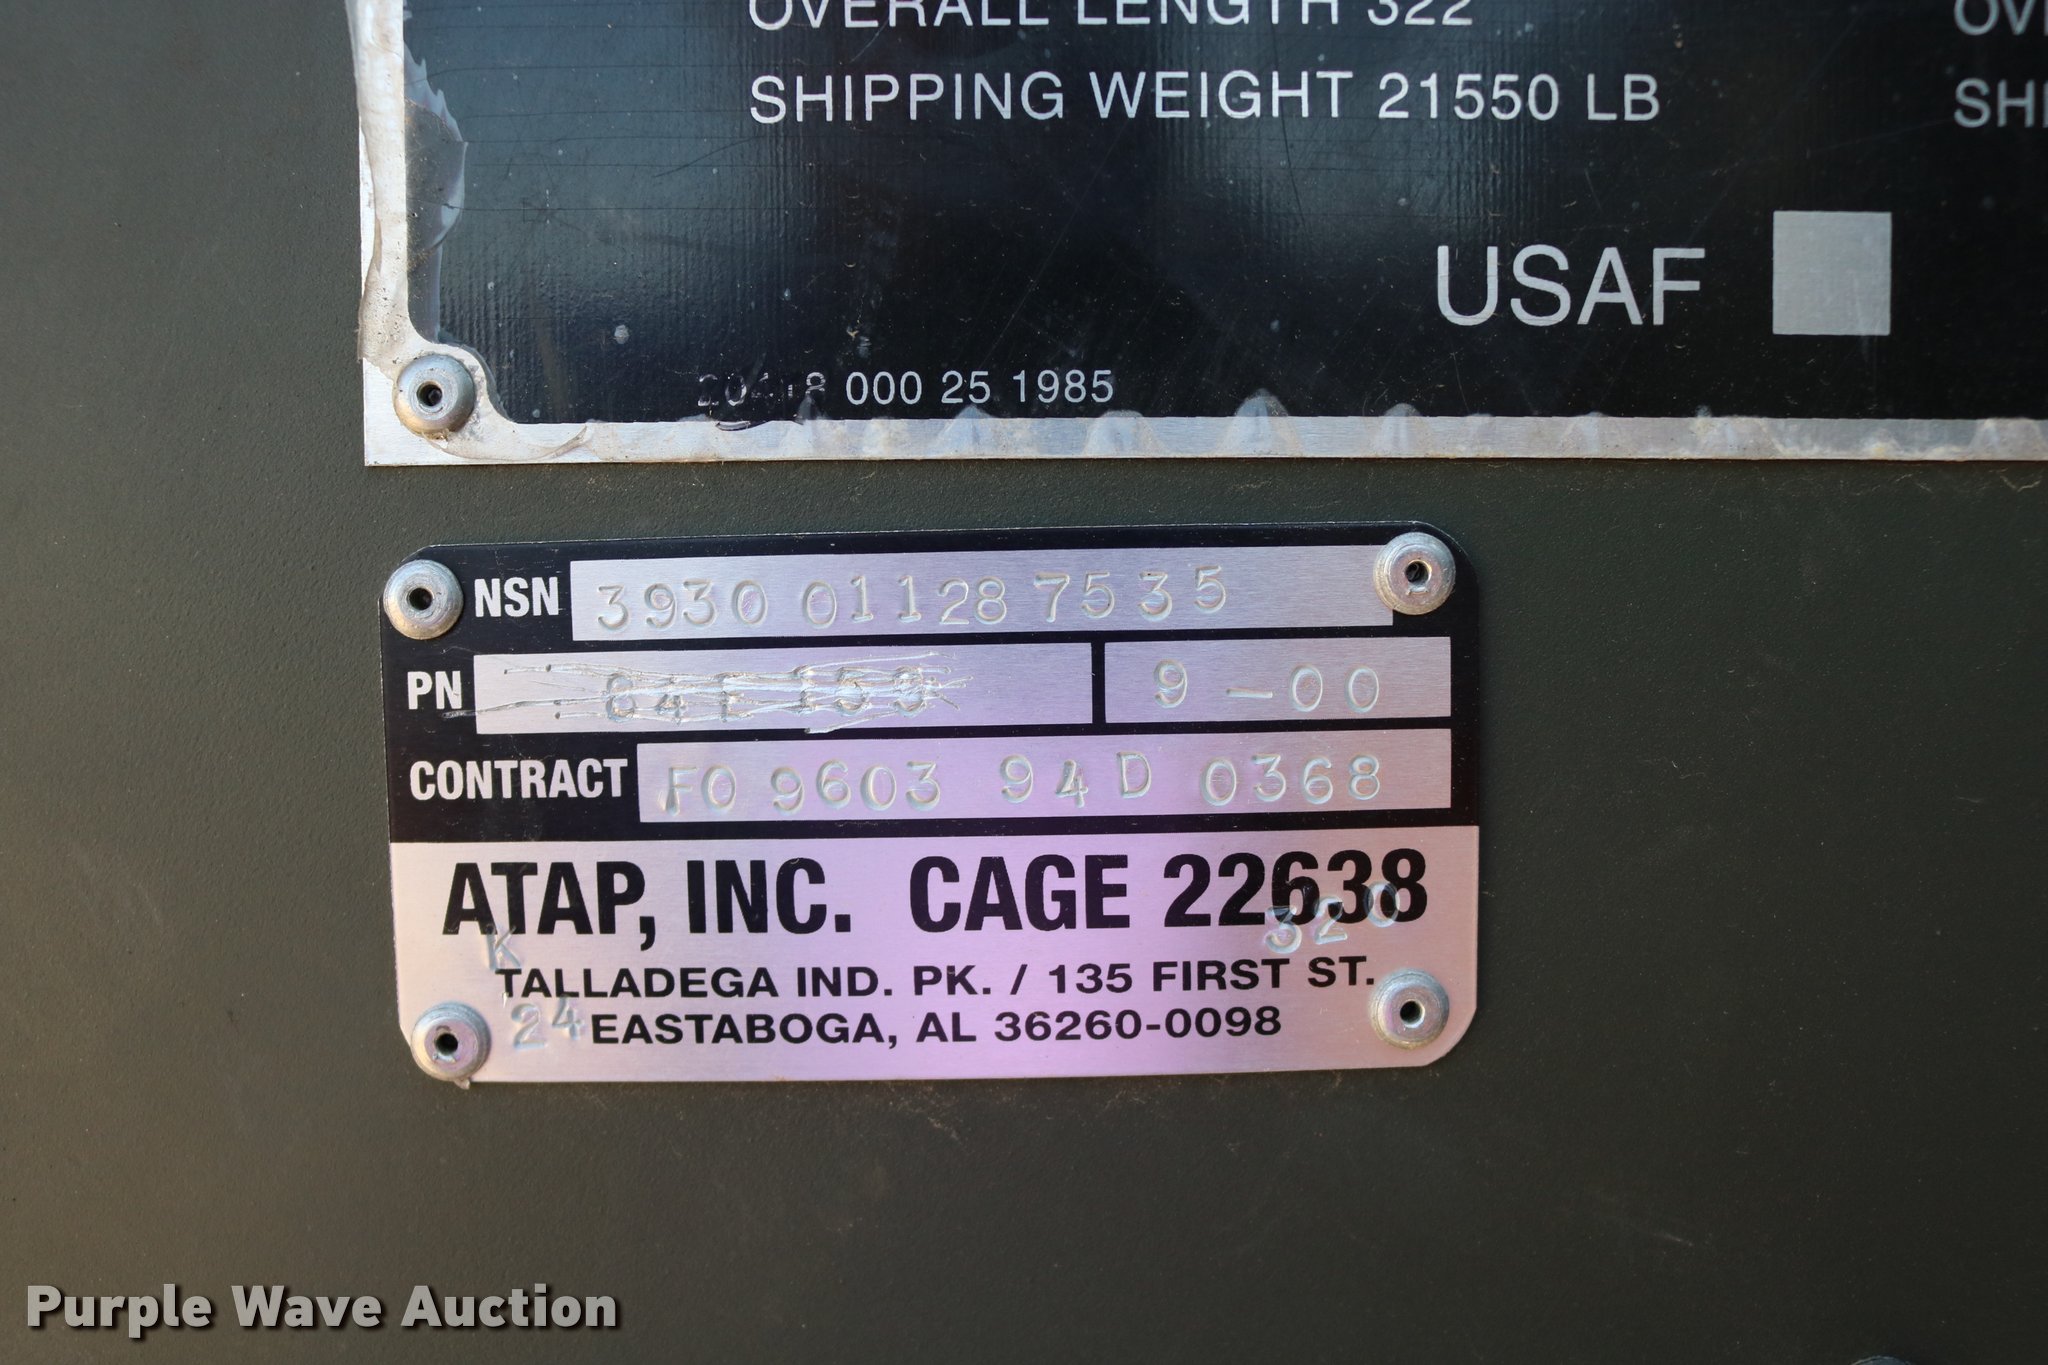 OVERALL LENGTH 322
SHIPPING WEIGHT 21550 LB
USAF
000 25 1985
NSN 3930 01128 7535
PN
9-00
CONTRACT FO 9603 94D 0368
ATAP, INC. CAGE 22638
K 320
TALLADEGA IND. PK. / 135 FIRST ST.
24 EASTABOGA, AL 36260-0098
Purple Wave Auction